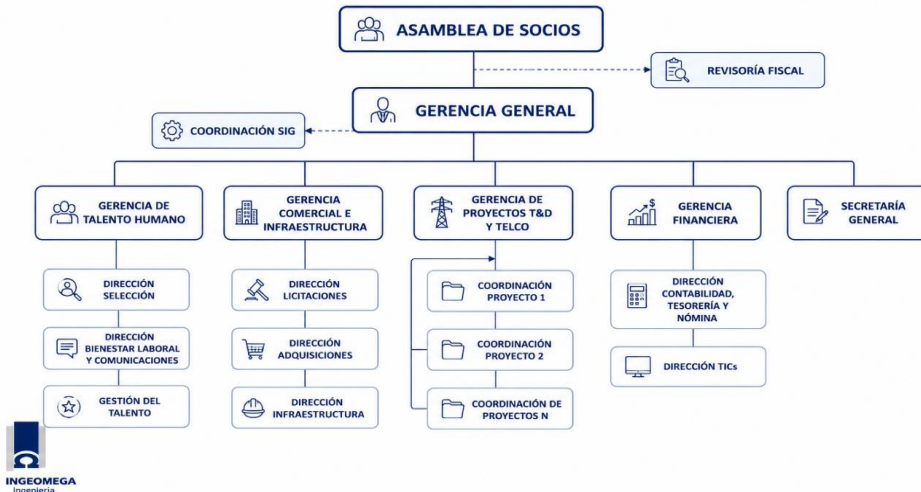 ASAMBLEA DE SOCIOS
REVISORÍA FISCAL
GERENCIA GENERAL
COORDINACIÓN SIG
GERENCIA DE
TALENTO HUMANO
GERENCIA
COMERCIAL E
INFRAESTRUCTURA
GERENCIA DE
PROYECTOS T&D
Y TELCO
$
GERENCIA
FINANCIERA
SECRETARÍA
GENERAL
DIRECCIÓN
SELECCIÓN
DIRECCIÓN
BIENESTAR LABORAL
Y COMUNICACIONES
GESTIÓN DEL
TALENTO
DIRECCIÓN
LICITACIONES
DIRECCIÓN
ADQUISICIONES
DIRECCIÓN
INFRAESTRUCTURA
COORDINACIÓN
PROYECTO 1
COORDINACIÓN
PROYECTO 2
COORDINACIÓN DE
PROYECTOS N
DIRECCIÓN
CONTABILIDAD,
TESORERÍA Y
NÓMINA
DIRECCIÓN TICs
INGEOMEGA
Ingeniería